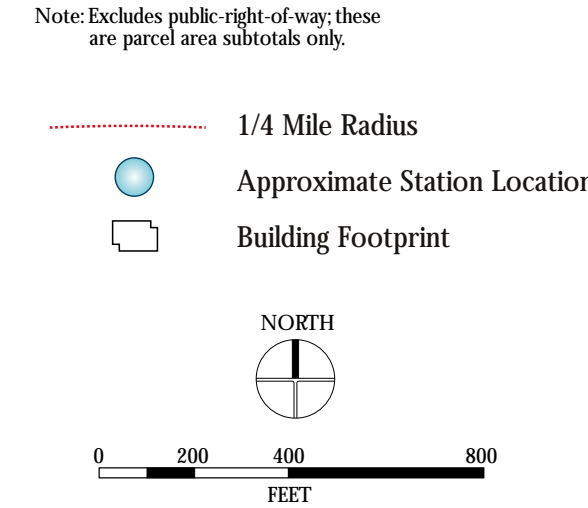 Note: Excludes public-right-of-way; these
are parcel area subtotals only.
1/4 Mile Radius
Approximate Station Location
Building Footprint
NORTH
0 200 400 800
FEET